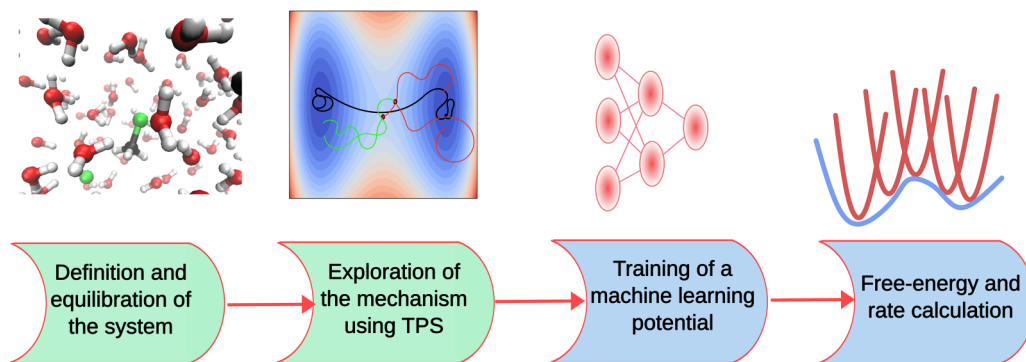 Definition and
equilibration of
the system
Exploration of
the mechanism
using TPS
Training of a
machine learning
potential
Free-energy and
rate calculation